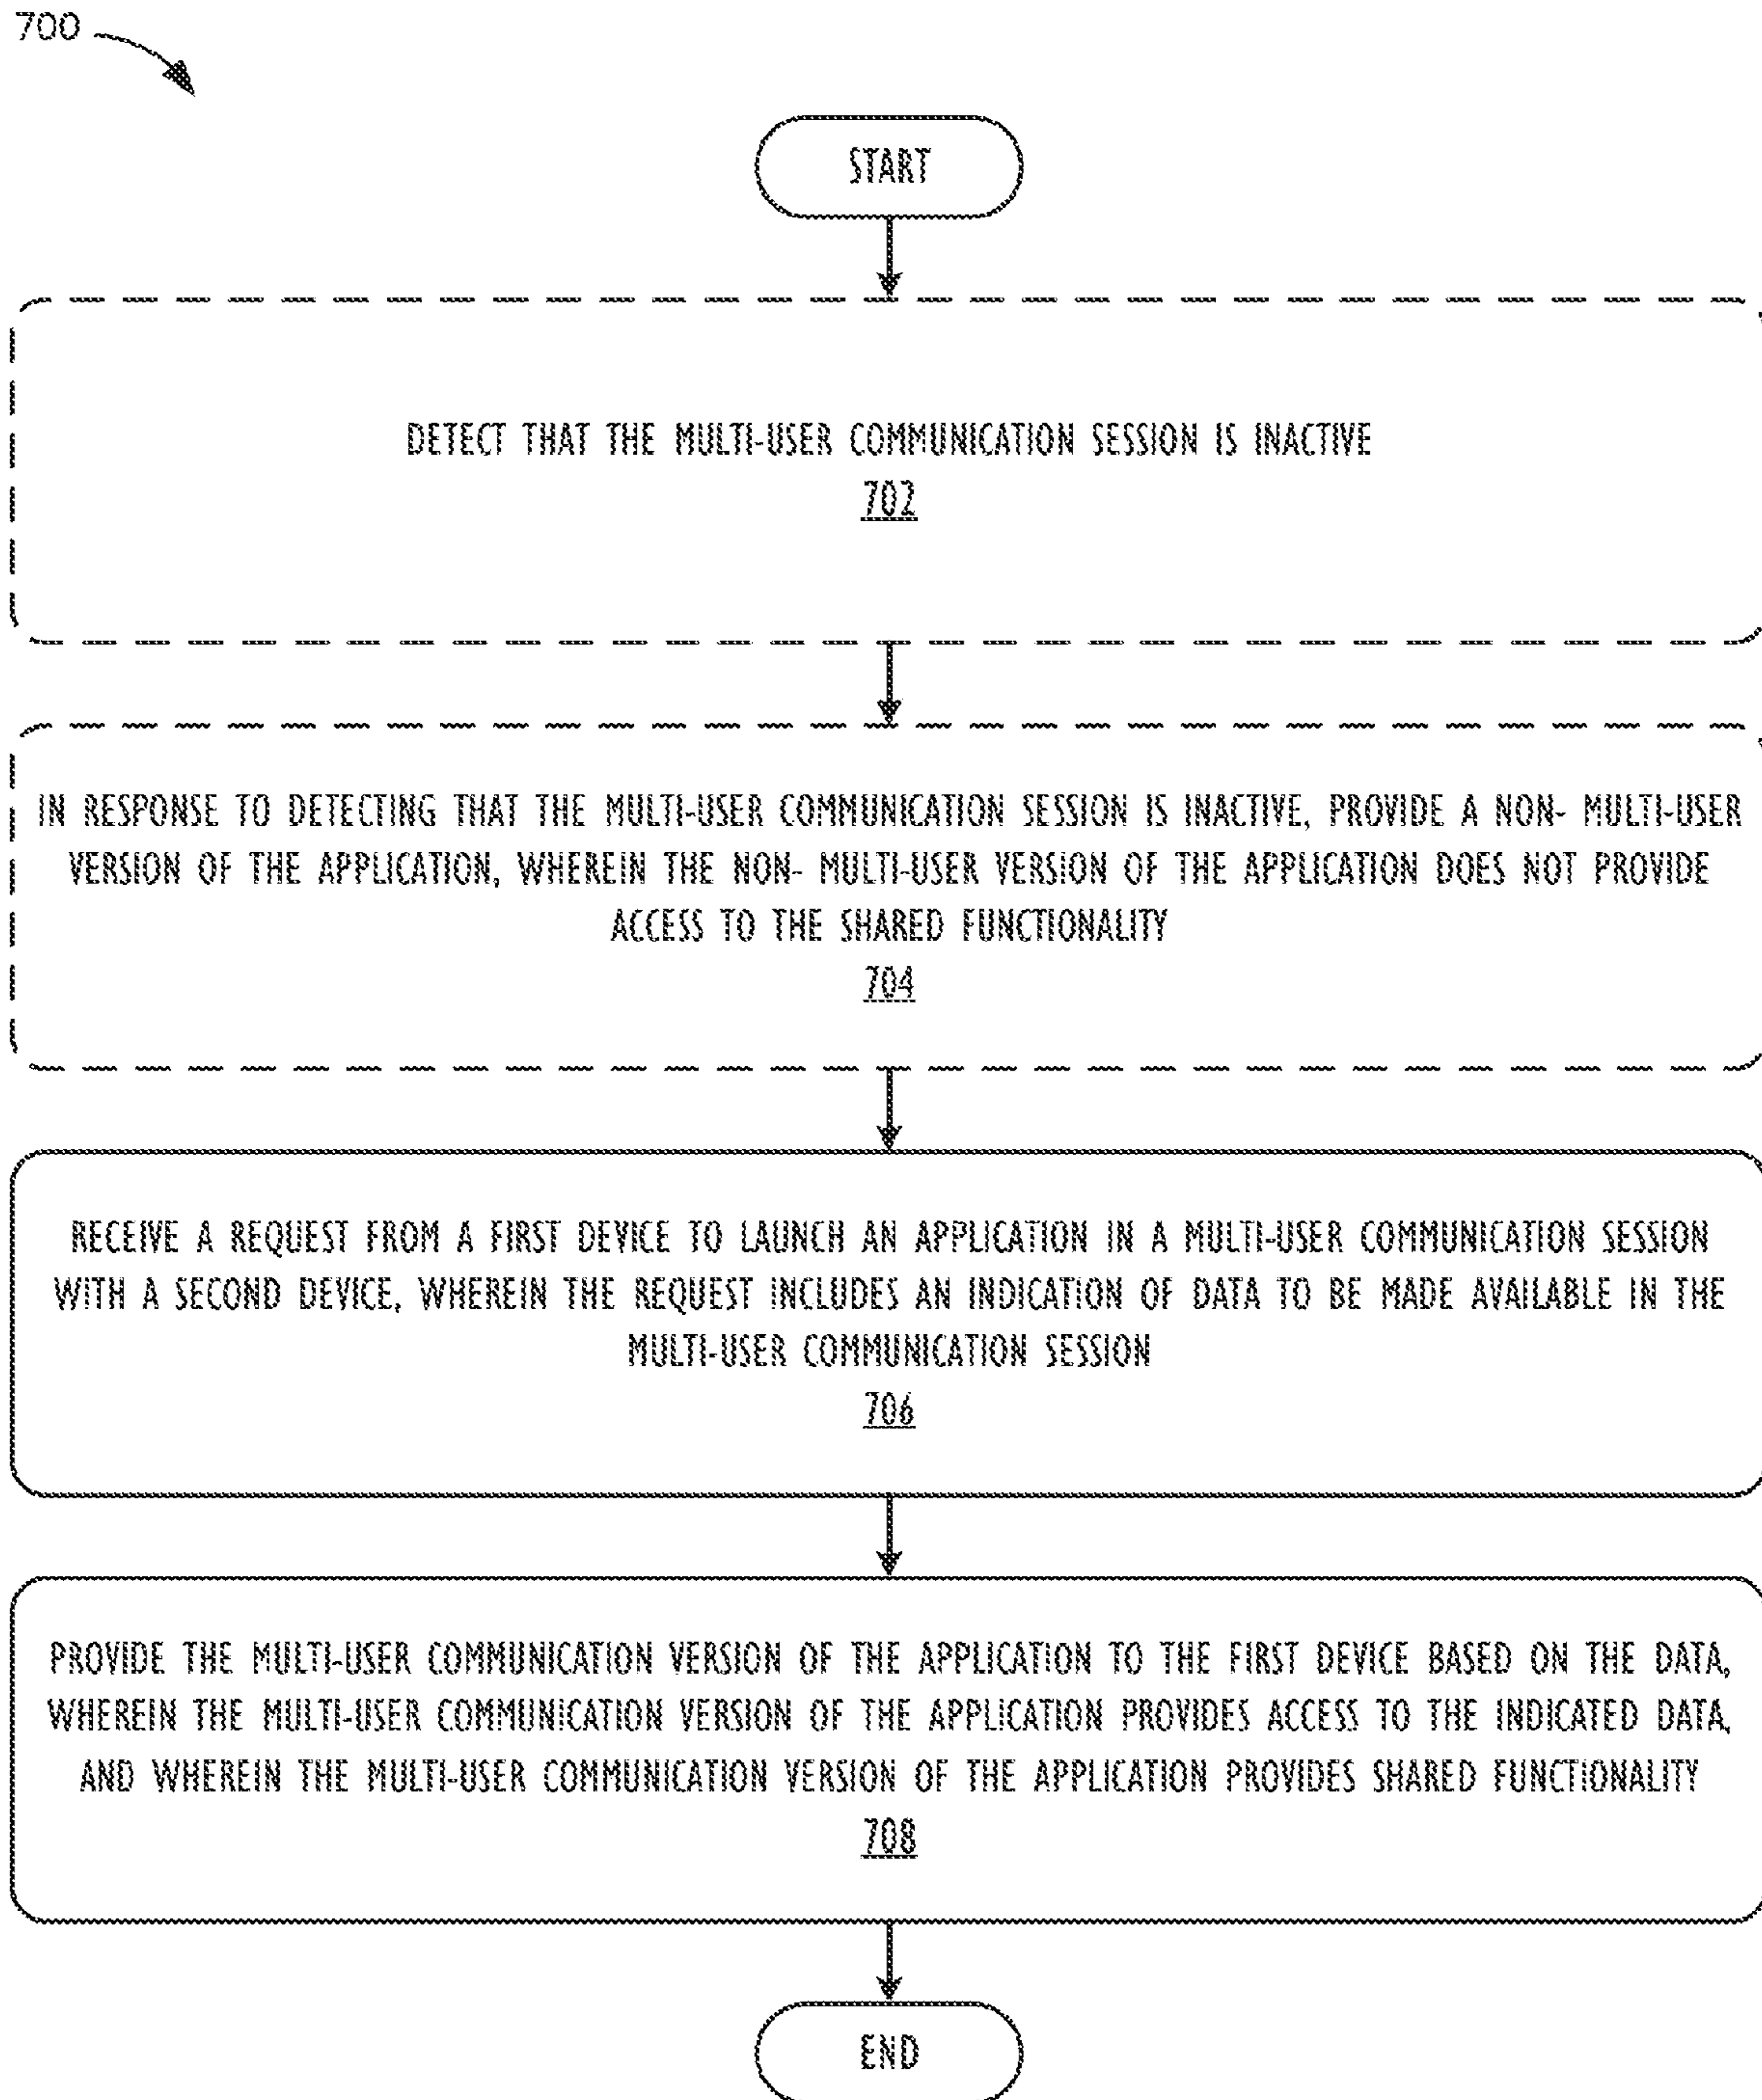 700
START
DETECT THAT THE MULTI-USER COMMUNICATION SESSION IS INACTIVE
702
IN RESPONSE TO DETECTING THAT THE MULTI-USER COMMUNICATION SESSION IS INACTIVE, PROVIDE A NON- MULTI-USER
VERSION OF THE APPLICATION, WHEREIN THE NON- MULTI-USER VERSION OF THE APPLICATION DOES NOT PROVIDE
ACCESS TO THE SHARED FUNCTIONALITY
704
RECEIVE A REQUEST FROM A FIRST DEVICE TO LAUNCH AN APPLICATION IN A MULTI-USER COMMUNICATION SESSION
WITH A SECOND DEVICE, WHEREIN THE REQUEST INCLUDES AN INDICATION OF DATA TO BE MADE AVAILABLE IN THE
MULTI-USER COMMUNICATION SESSION
706
PROVIDE THE MULTI-USER COMMUNICATION VERSION OF THE APPLICATION TO THE FIRST DEVICE BASED ON THE DATA,
WHEREIN THE MULTI-USER COMMUNICATION VERSION OF THE APPLICATION PROVIDES ACCESS TO THE INDICATED DATA,
AND WHEREIN THE MULTI-USER COMMUNICATION VERSION OF THE APPLICATION PROVIDES SHARED FUNCTIONALITY
708
END